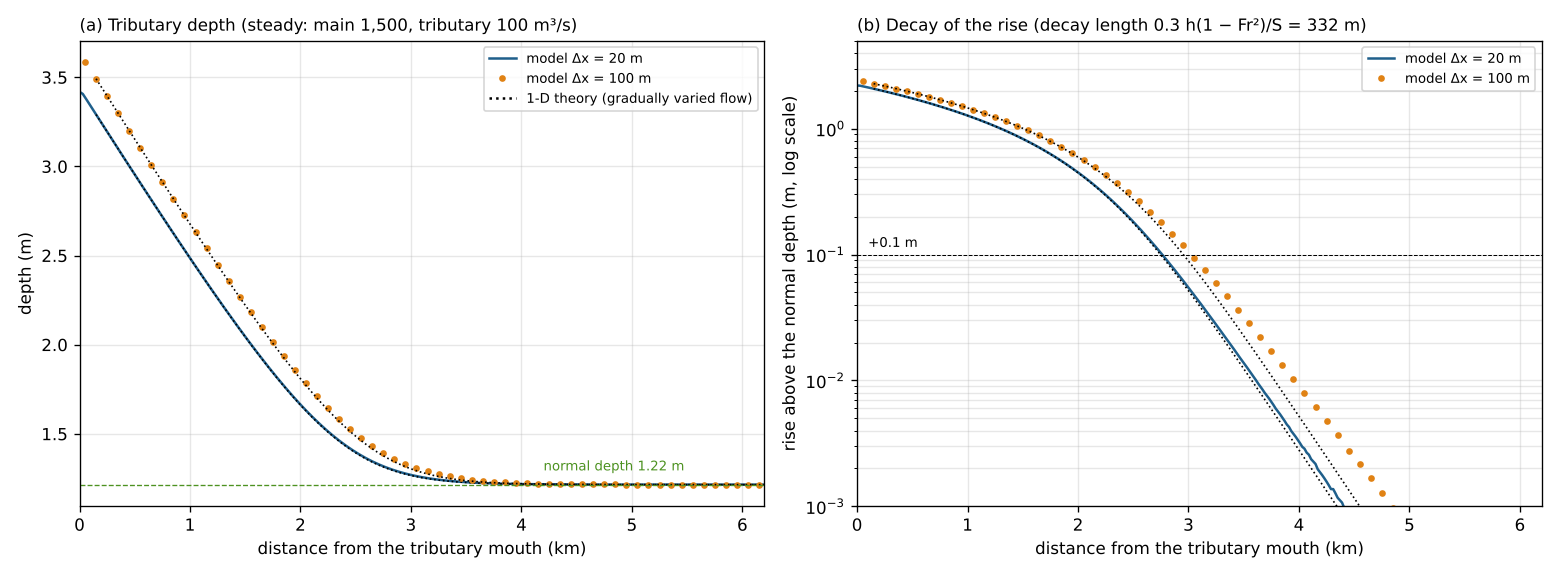 (a) Tributary depth (steady: main 1,500, tributary 100 m³/s)
model Δx = 20 m
model Δx = 100 m
1-D theory (gradually varied flow)
depth (m)
3.5
3.0
2.5
2.0
1.5
normal depth 1.22 m
0 1 2 3 4 5 6
distance from the tributary mouth (km)
(b) Decay of the rise (decay length 0.3 h(1 − Fr²)/S = 332 m)
model Δx = 20 m
model Δx = 100 m
rise above the normal depth (m, log scale)
10⁰
10⁻¹
10⁻²
10⁻³
+0.1 m
0 1 2 3 4 5 6
distance from the tributary mouth (km)